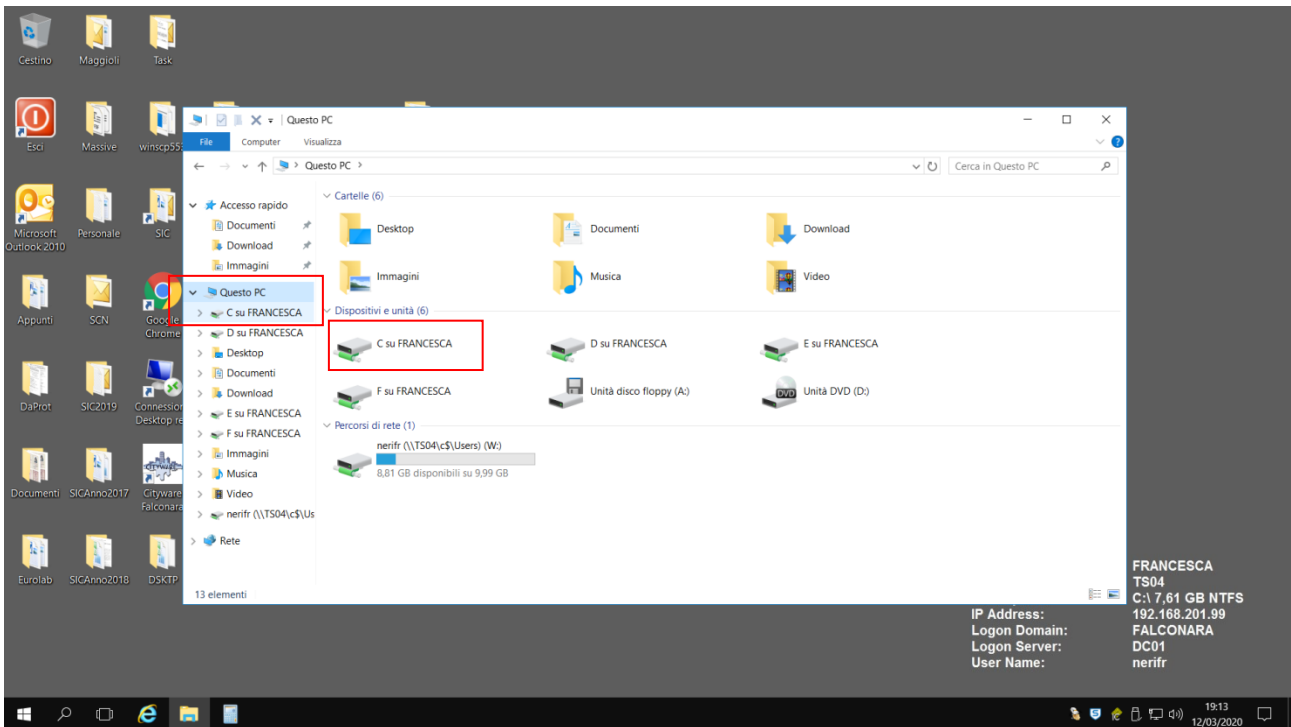 Cestino
Maggioli
Task
Esci
Massive
winscp55
Microsoft
Outlook 2010
Personale
SIC
Appunti
SCN
Google
Chrome
DaProt
SIC2019
Connession
Desktop re
Documenti
SICAnno2017
Cityware
Falconara
Eurolab
SICAnno2018
DSKTP
Questo PC
File
Computer
Visualizza
Questo PC
Cerca in Questo PC
Accesso rapido
Documenti
Download
Immagini
Questo PC
C su FRANCESCA
D su FRANCESCA
Desktop
Documenti
Download
E su FRANCESCA
F su FRANCESCA
Immagini
Musica
Video
nerifr (\\TS04\c$\Us
Rete
Cartelle (6)
Desktop
Documenti
Download
Immagini
Musica
Video
Dispositivi e unità (6)
C su FRANCESCA
D su FRANCESCA
E su FRANCESCA
F su FRANCESCA
Unità disco floppy (A:)
DVD
Unità DVD (D:)
Percorsi di rete (1)
nerifr (\\TS04\c$\Users) (W:)
8,81 GB disponibili su 9,99 GB
13 elementi
FRANCESCA
TS04
C:\ 7,61 GB NTFS
IP Address: 192.168.201.99
Logon Domain: FALCONARA
Logon Server: DC01
User Name: nerifr
19:13
12/03/2020